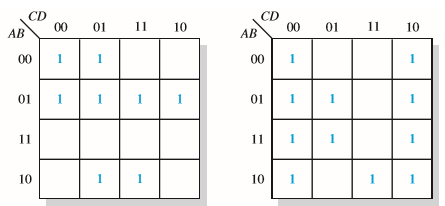 CD CD
AB 00 01 11 10 AB 00 01 11 10
00 1 1 00 1 1
01 1 1 1 1 01 1 1 1
11 11 1 1 1
10 1 1 10 1 1 1